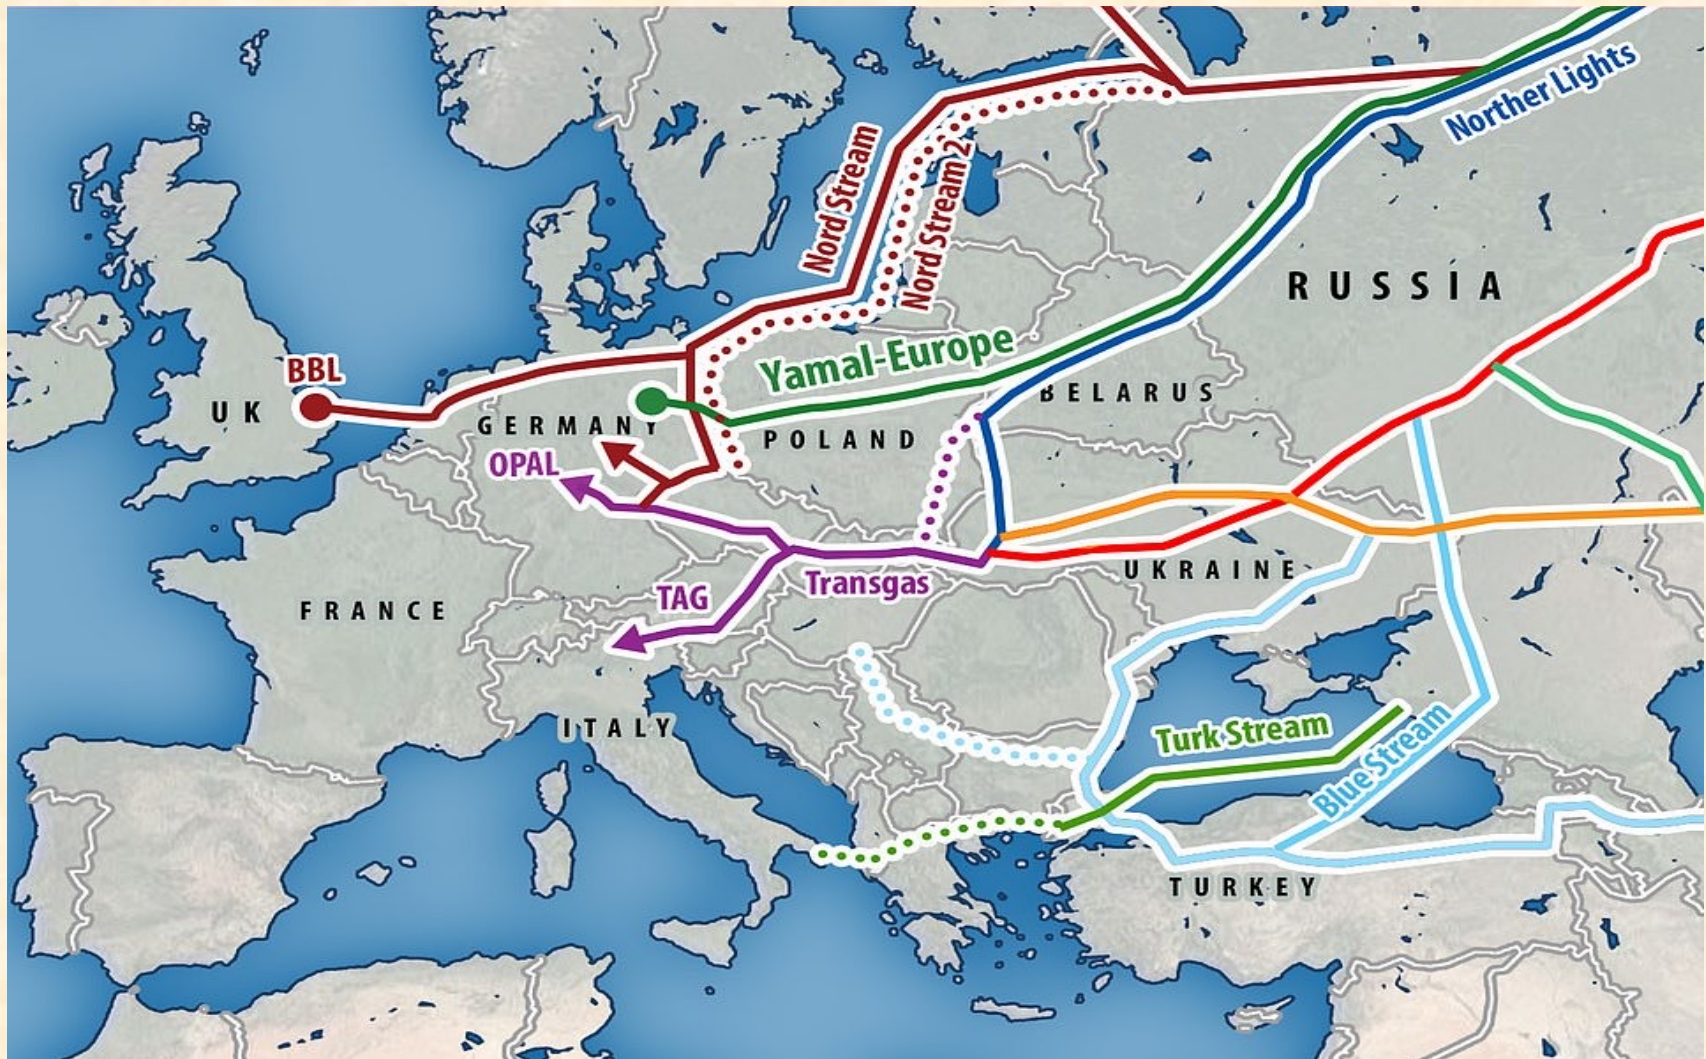 Norther Lights
Nord Stream
Nord Stream 2
RUSSIA
Yamal-Europe
BBL
UK
GERMANY
BELARUS
POLAND
OPAL
UKRAINE
Transgas
TAG
FRANCE
ITALY
Turk Stream
Blue Stream
TURKEY